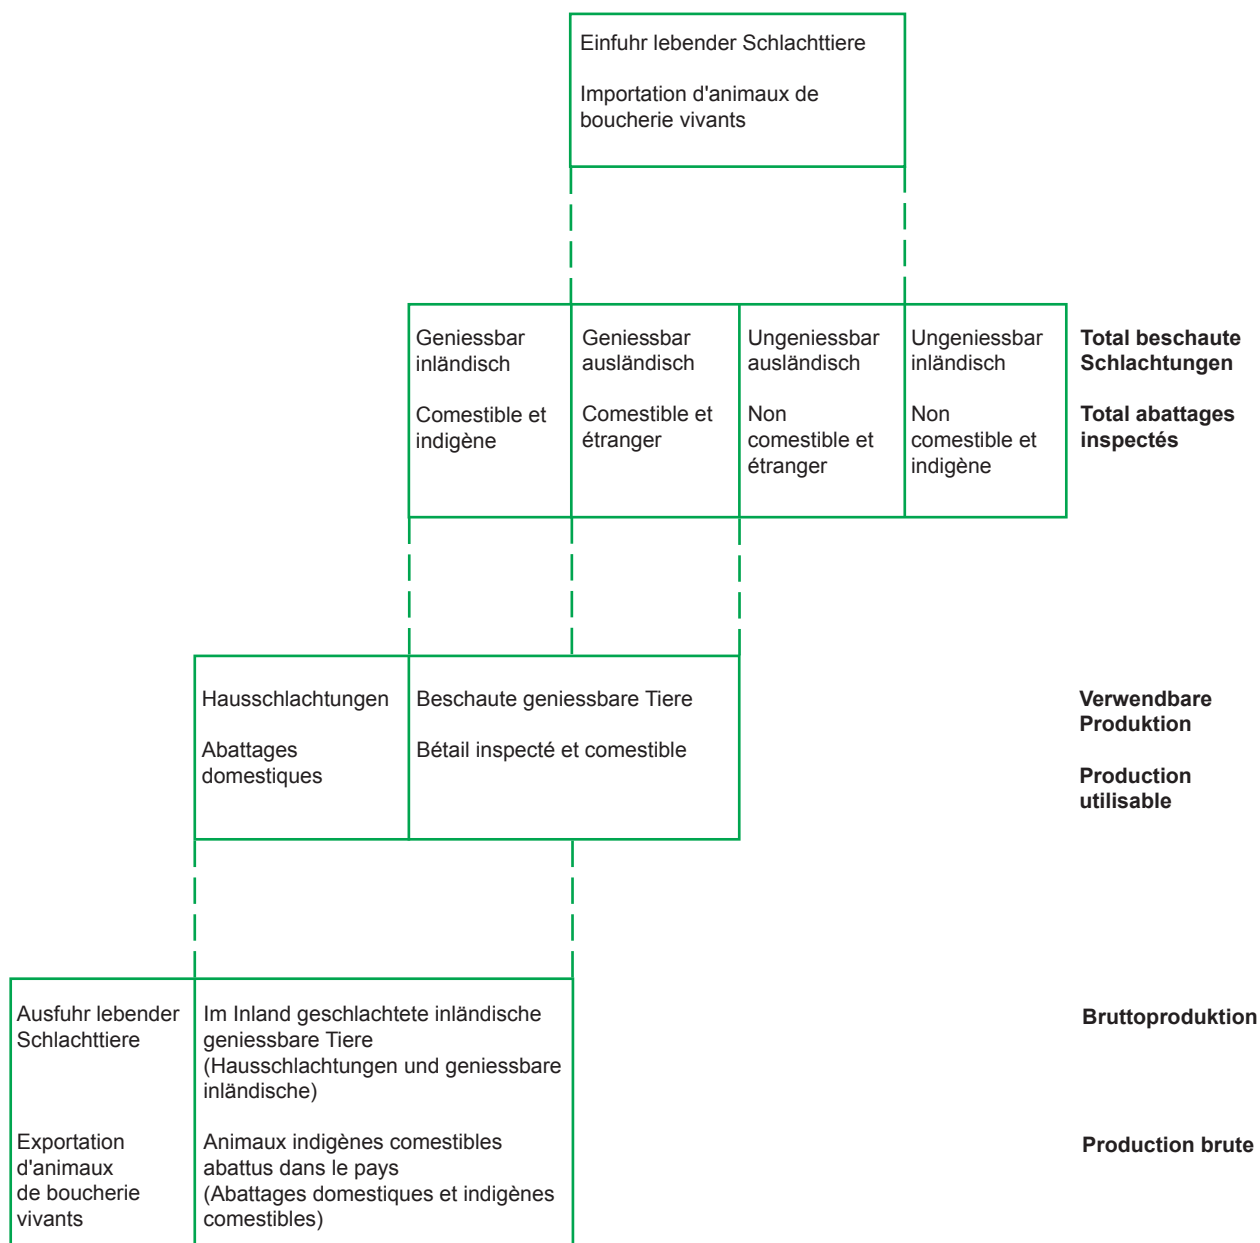 Einfuhr lebender Schlachttiere
Importation d'animaux de
boucherie vivants
Geniessbar
inländisch
Comestible et
indigène
Geniessbar
ausländisch
Comestible et
étranger
Ungeniessbar
ausländisch
Non
comestible et
étranger
Ungeniessbar
inländisch
Non
comestible et
indigène
Total beschaute
Schlachtungen
Total abattages
inspectés
Hausschlachtungen
Abattages
domestiques
Beschaute geniessbare Tiere
Bétail inspecté et comestible
Verwendbare
Produktion
Production
utilisable
Ausfuhr lebender
Schlachttiere
Exportation
d'animaux
de boucherie
vivants
Im Inland geschlachtete inländische
geniessbare Tiere
(Hausschlachtungen und geniessbare
inländische)
Animaux indigènes comestibles
abattus dans le pays
(Abattages domestiques et indigènes
comestibles)
Bruttoproduktion
Production brute